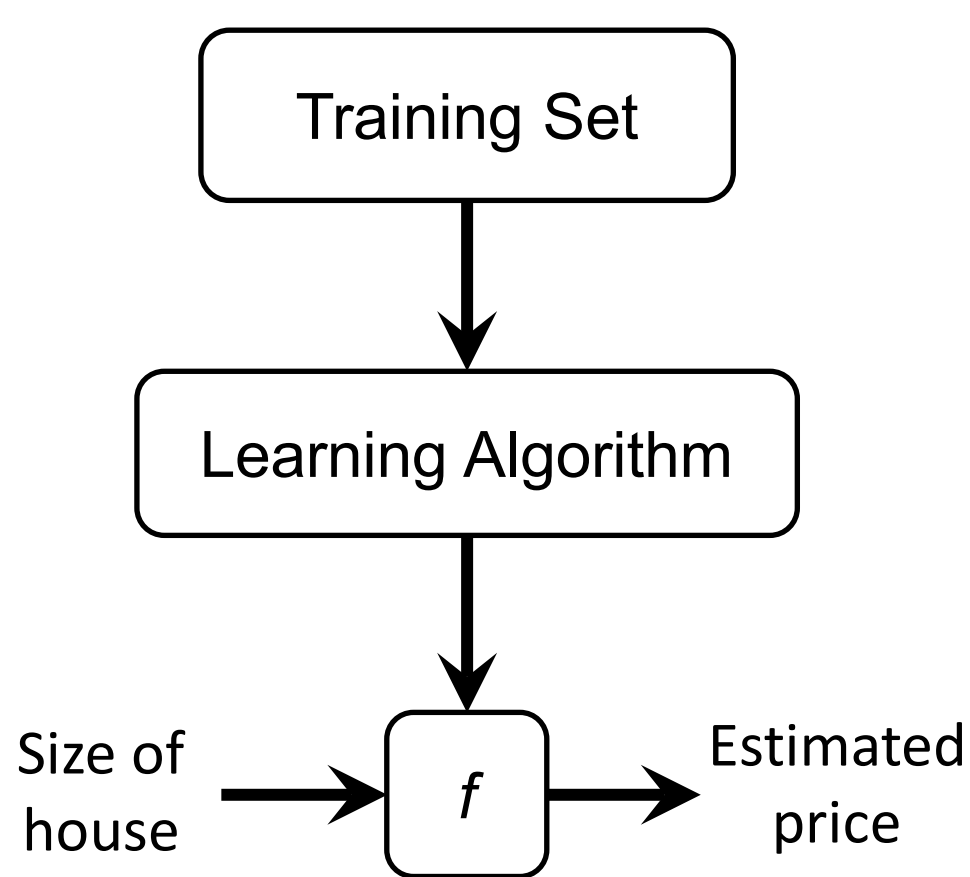 Training Set
Learning Algorithm
Size of
house
f
Estimated
price